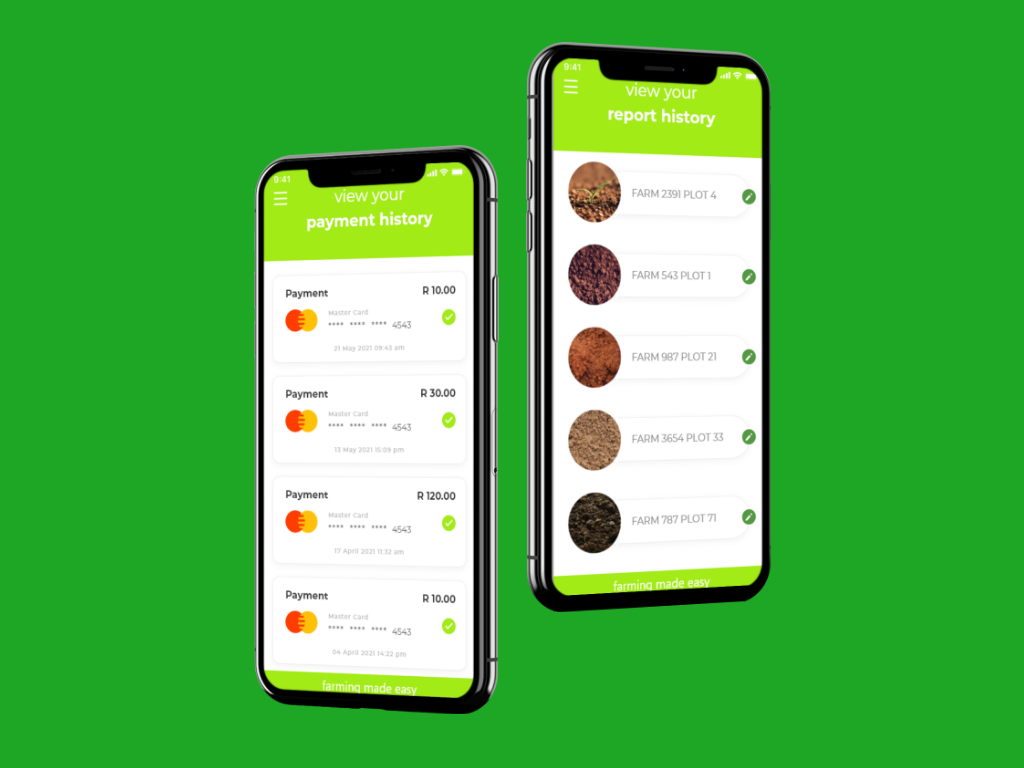 9:41
view your
payment history
Payment
R 10.00
Master Card
**** **** **** 4543
21 May 2021 09:43 am
Payment
R 30.00
Master Card
**** **** **** 4543
13 May 2021 15:09 pm
Payment
R 120.00
Master Card
**** **** **** 4543
17 April 2021 11:32 am
Payment
R 10.00
Master Card
**** **** **** 4543
04 April 2021 14:22 pm
farming made easy
9:41
view your
report history
FARM 2391 PLOT 4
FARM 543 PLOT 1
FARM 987 PLOT 21
FARM 3654 PLOT 33
FARM 787 PLOT 71
farming made easy